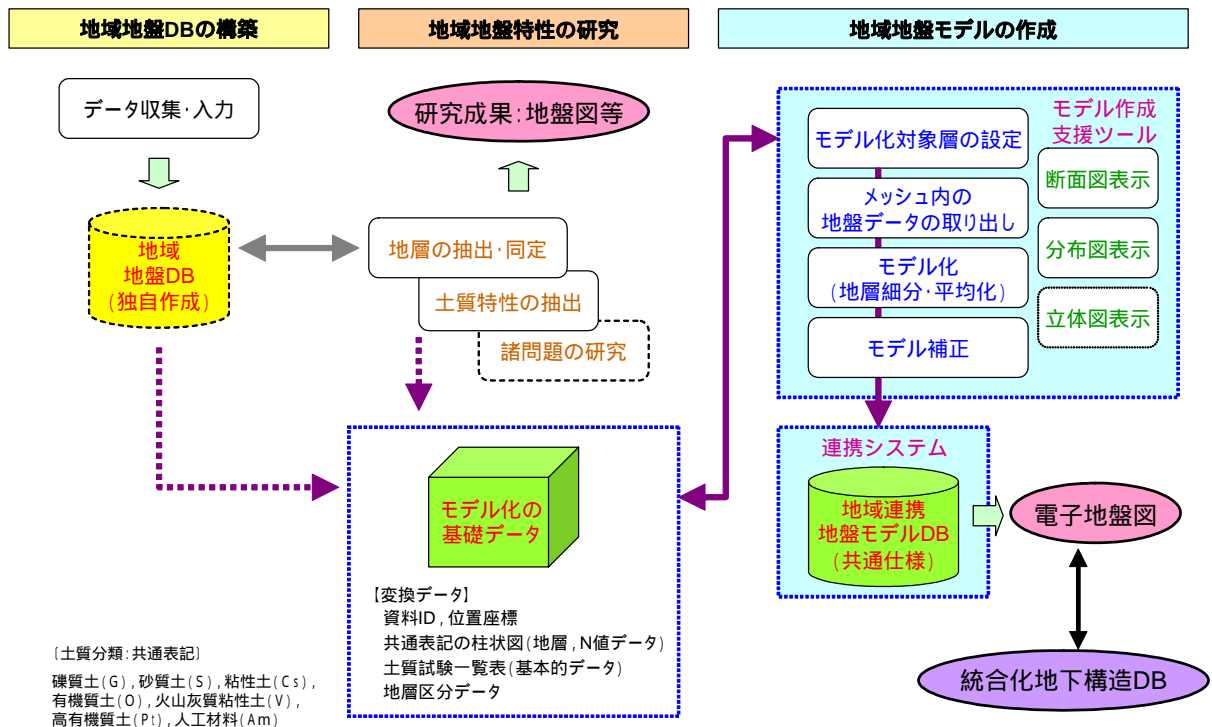 地域地盤DBの構築
地域地盤特性の研究
地域地盤モデルの作成
データ収集・入力
地域
地盤DB
(独自作成)
研究成果:地盤図等
地層の抽出・同定
土質特性の抽出
諸問題の研究
モデル作成
支援ツール
モデル化対象層の設定
メッシュ内の
地盤データの取り出し
モデル化
(地層細分・平均化)
モデル補正
断面図表示
分布図表示
立体図表示
モデル化の
基礎データ
【変換データ】
資料ID,位置座標
共通表記の柱状図(地層,N値データ)
土質試験一覧表(基本的データ)
地層区分データ
連携システム
地域連携
地盤モデルDB
(共通仕様)
電子地盤図
統合化地下構造DB
〔土質分類:共通表記〕
礫質土(G),砂質土(S),粘性土(Cs),
有機質土(O),火山灰質粘性土(V),
高有機質土(Pt),人工材料(Am)